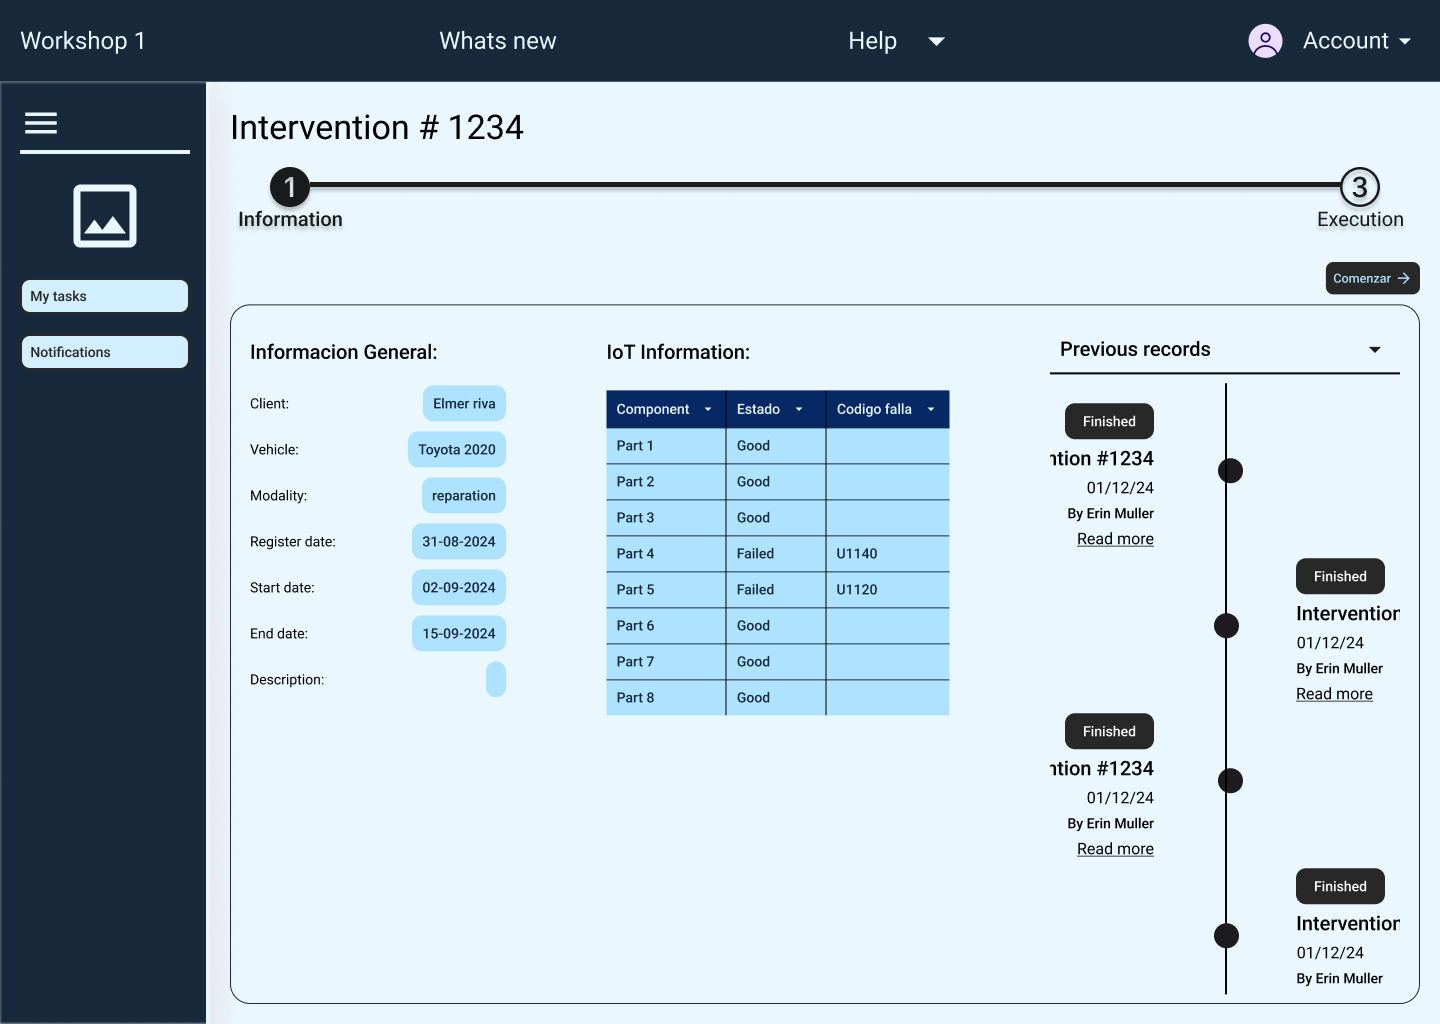 Workshop 1
Whats new
Help
Account
My tasks
Notifications
Intervention # 1234
1
Information
3
Execution
Comenzar
Informacion General:
Client: Elmer riva
Vehicle: Toyota 2020
Modality: reparation
Register date: 31-08-2024
Start date: 02-09-2024
End date: 15-09-2024
Description:
IoT Information:
Component Estado Codigo falla
Part 1 Good
Part 2 Good
Part 3 Good
Part 4 Failed U1140
Part 5 Failed U1120
Part 6 Good
Part 7 Good
Part 8 Good
Previous records
Finished
ntion #1234
01/12/24
By Erin Muller
Read more
Finished
Intervention
01/12/24
By Erin Muller
Read more
Finished
ntion #1234
01/12/24
By Erin Muller
Read more
Finished
Intervention
01/12/24
By Erin Muller